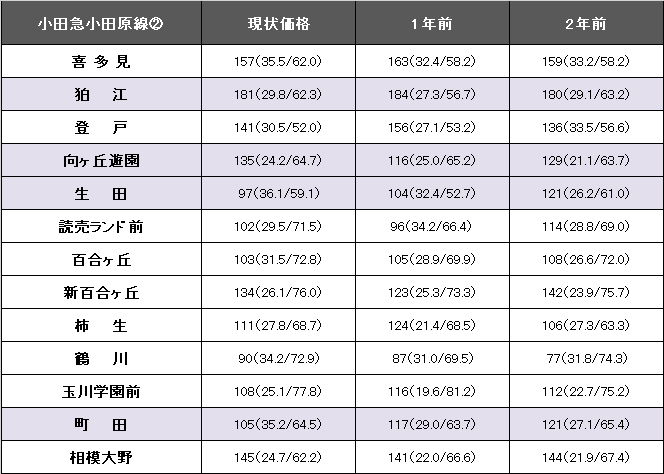 小田急小田原線② 現状価格 1年前 2年前
喜多見 157(35.5/62.0) 163(32.4/58.2) 159(33.2/58.2)
狛江 181(29.8/62.3) 184(27.3/56.7) 180(29.1/63.2)
登戸 141(30.5/52.0) 156(27.1/53.2) 136(33.5/56.6)
向ヶ丘遊園 135(24.2/64.7) 116(25.0/65.2) 129(21.1/63.7)
生田 97(36.1/59.1) 104(32.4/52.7) 121(26.2/61.0)
読売ランド前 102(29.5/71.5) 96(34.2/66.4) 114(28.8/69.0)
百合ヶ丘 103(31.5/72.8) 105(28.9/69.9) 108(26.6/72.0)
新百合ヶ丘 134(26.1/76.0) 123(25.3/73.3) 142(23.9/75.7)
柿生 111(27.8/68.7) 124(21.4/68.5) 106(27.3/63.3)
鶴川 90(34.2/72.9) 87(31.0/69.5) 77(31.8/74.3)
玉川学園前 108(25.1/77.8) 116(19.6/81.2) 112(22.7/75.2)
町田 105(35.2/64.5) 117(29.0/63.7) 121(27.1/65.4)
相模大野 145(24.7/62.2) 141(22.0/66.6) 144(21.9/67.4)